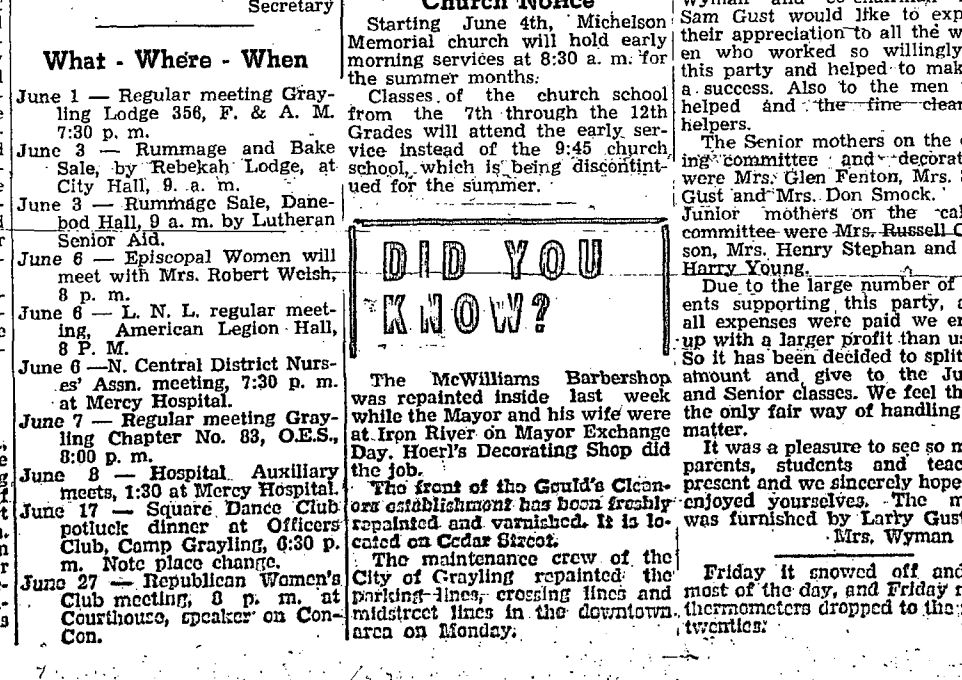 Secretary
What - Where - When
June 1 — Regular meeting Gray-
ling Lodge 356, F. & A. M.
7:30 p. m.
June 3 — Rummage and Bake
Sale, by Rebekah Lodge, at
City Hall, 9 a. m.
June 3 — Rummage Sale, Dane-
bod Hall, 9 a. m. by Lutheran
Senior Aid.
June 6 — Episcopal Women will
meet with Mrs. Robert Welsh,
8 p. m.
June 6 — L. N. L. regular meet-
ing, American Legion Hall,
8 P. M.
June 6 —N. Central District Nurs-
es' Assn. meeting, 7:30 p. m.
at Mercy Hospital.
June 7 — Regular meeting Gray-
ling Chapter No. 83, O.E.S.,
8:00 p. m.
June 8 — Hospital Auxiliary
meets, 1:30 at Mercy Hospital.
June 17 — Square Dance Club
potluck dinner at Officers
Club, Camp Grayling, 6:30 p.
m. Note place change.
June 27 — Republican Women's
Club meeting, 8 p. m. at
Courthouse, speaker on Con-
Con.
Church Notice
Starting June 4th, Michelson
Memorial church will hold early
morning services at 8:30 a. m. for
the summer months.
Classes of the church school
from the 7th through the 12th
Grades will attend the early ser-
vice instead of the 9:45 church
school, which is being discontin-
ued for the summer.
DID YOU
KNOW?
The McWilliams Barbershop
was repainted inside last week
while the Mayor and his wife were
at Iron River on Mayor Exchange
Day. Hoerl's Decorating Shop did
the job.
The front of the Gould's Clean-
ers establishment has been freshly
repainted and varnished. It is lo-
cated on Cedar Street.
The maintenance crew of the
City of Grayling repainted the
parking lines, crossing lines and
midstreet lines in the downtown
area on Monday.
Sam Gust would like to exp
their appreciation to all the w
en who worked so willingly
this party and helped to mak
a success. Also to the men
helped and the fine clean
helpers.
The Senior mothers on the
ing committee and decorat
were Mrs. Glen Fenton, Mrs.
Gust and Mrs. Don Smock.
Junior mothers on the cal
committee were Mrs. Russell C
son, Mrs. Henry Stephan and
Harry Young.
Due to the large number of
ents supporting this party, a
all expenses were paid we en
up with a larger profit than us
So it has been decided to split
amount and give to the Ju
and Senior classes. We feel th
the only fair way of handling
matter.
It was a pleasure to see so m
parents, students and teac
present and we sincerely hope
enjoyed yourselves. The m
was furnished by Larry Gust
Mrs. Wyman
Friday it snowed off and
most of the day, and Friday n
thermometers dropped to the
twenties.